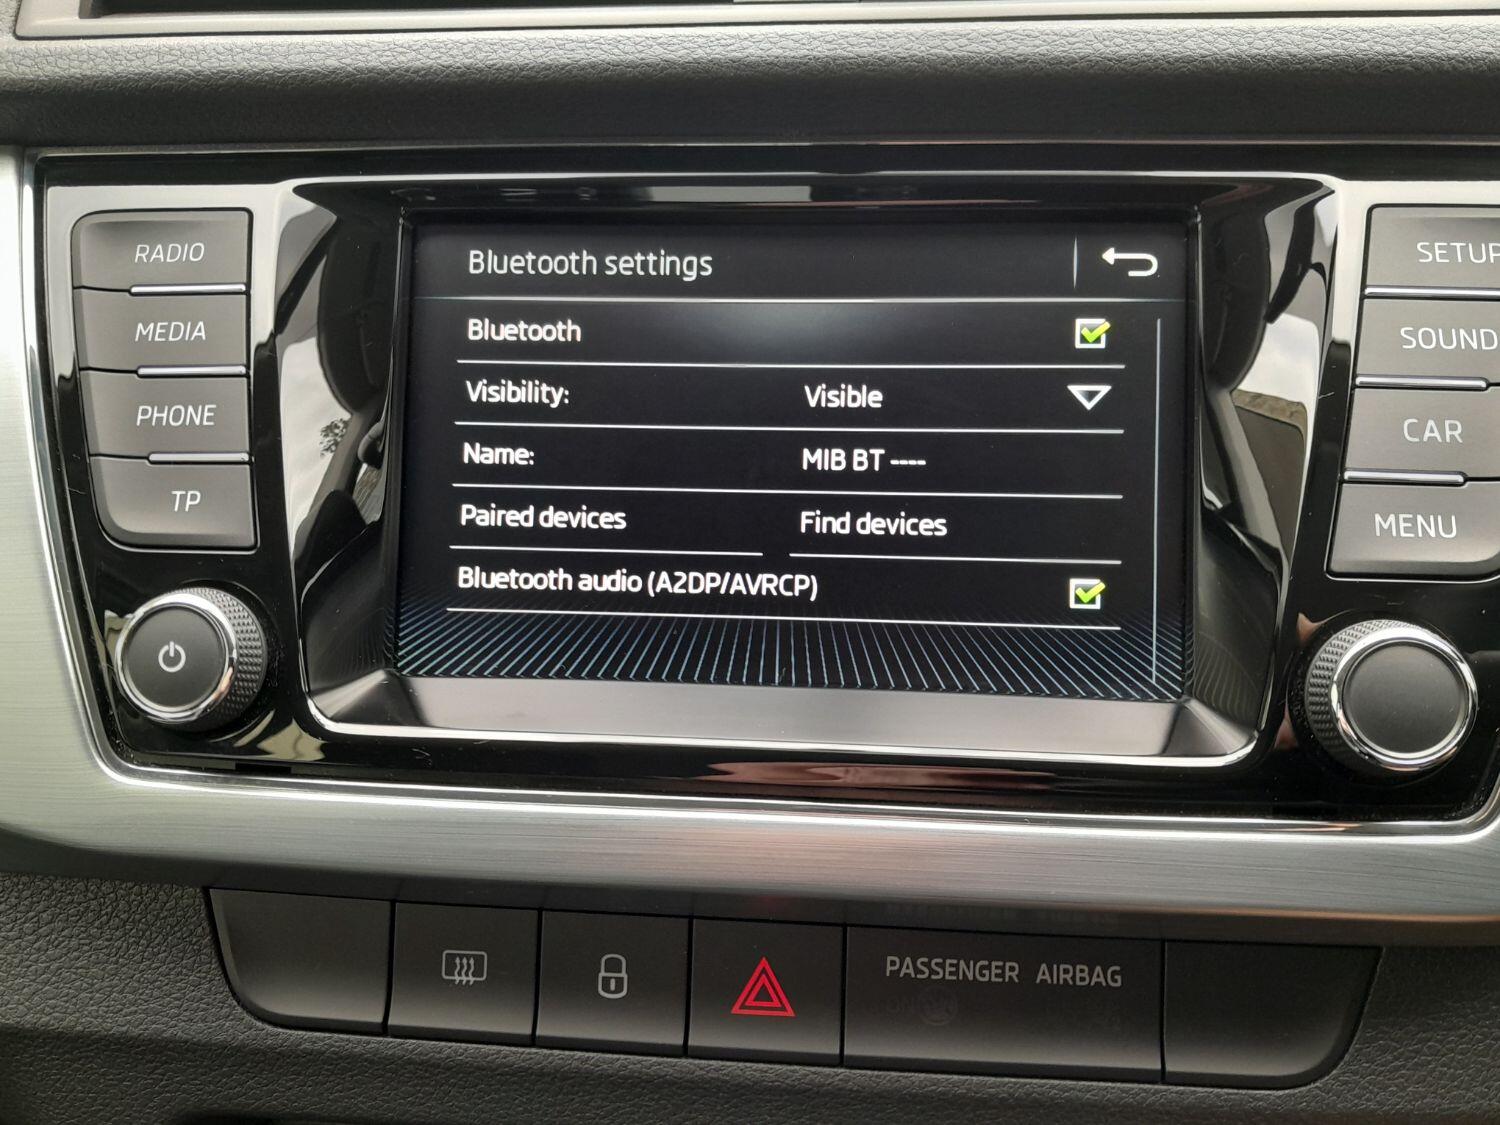 RADIO
MEDIA
PHONE
TP
Bluetooth settings
Bluetooth
Visibility: Visible
Name: MIB BT ----
Paired devices Find devices
Bluetooth audio (A2DP/AVRCP)
SETUP
SOUND
CAR
MENU
PASSENGER AIRBAG